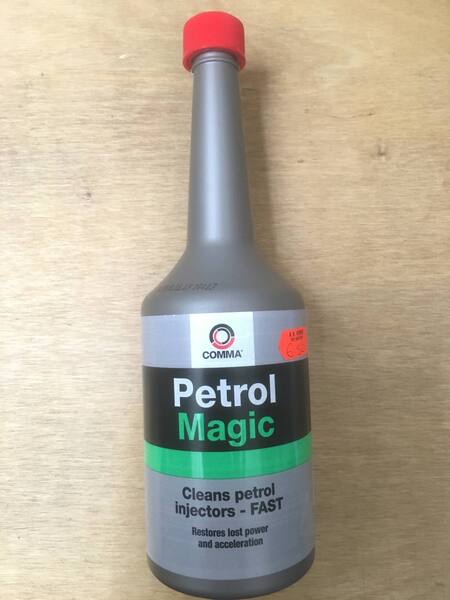 COMMA®
Petrol
Magic
Cleans petrol
injectors - FAST
Restores lost power
and acceleration